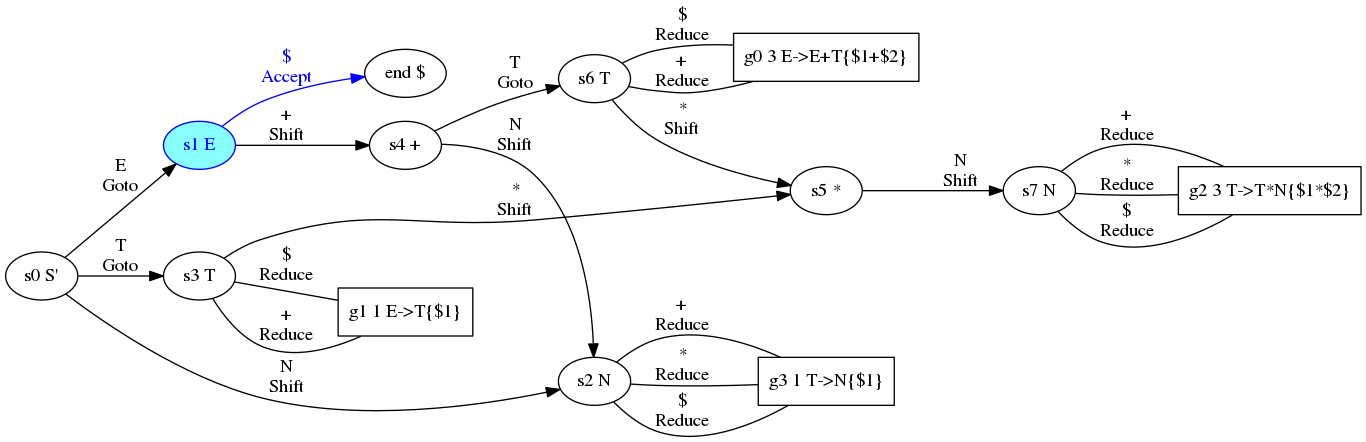 $
Reduce
g0 3 E->E+T{$1+$2}
+
Reduce
$
Accept
end $
T
Goto
s6 T
*
Shift
+
Shift
s1 E
s4 +
N
Shift
E
Goto
*
Shift
s5 *
N
Shift
s7 N
+
Reduce
*
Reduce
$
Reduce
g2 3 T->T*N{$1*$2}
s0 S'
T
Goto
s3 T
$
Reduce
g1 1 E->T{$1}
+
Reduce
N
Shift
s2 N
+
Reduce
*
Reduce
$
Reduce
g3 1 T->N{$1}